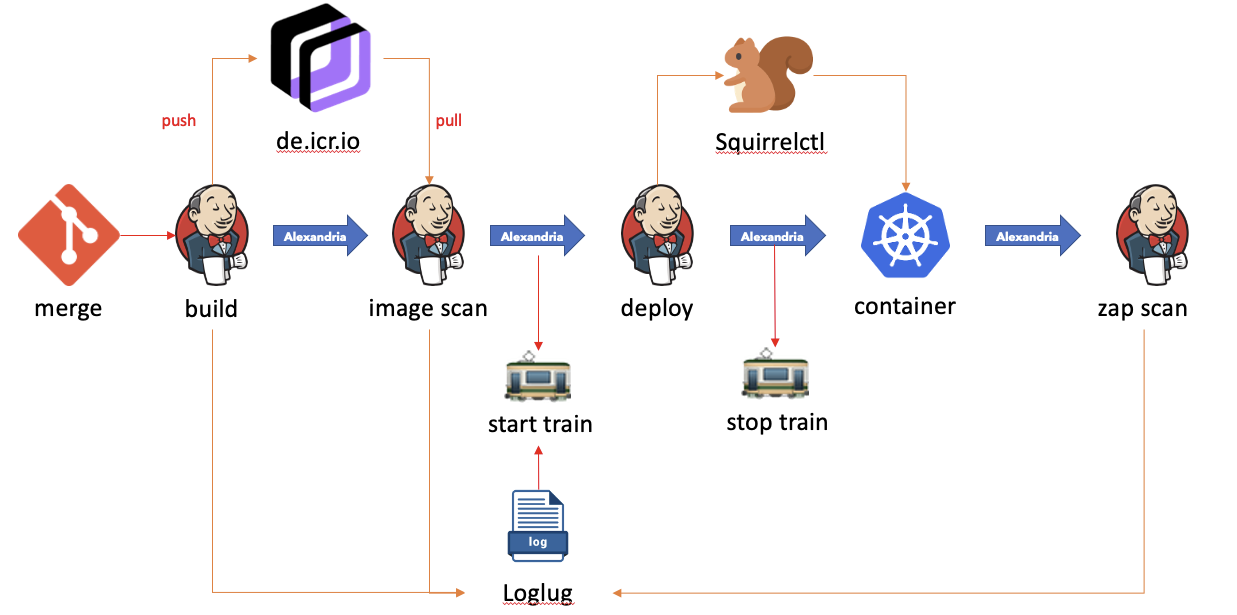 push
de.icr.io
pull
Squirrelctl
Alexandria
Alexandria
Alexandria
Alexandria
merge
build
image scan
deploy
container
zap scan
start train
stop train
log
Loglug